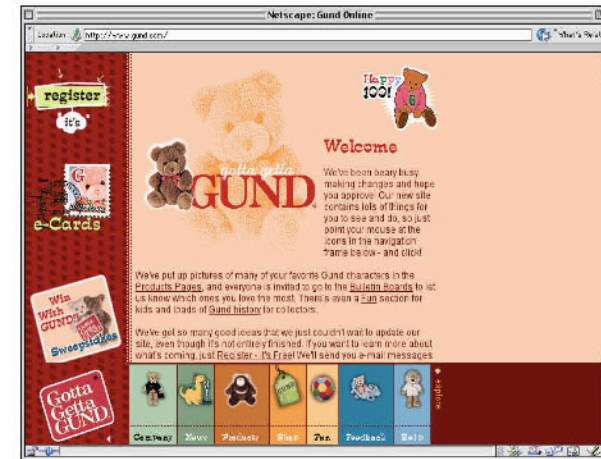 Netscape: Gund Online
Location: http://www.gund.com/
What's Relat
register
it's
e-Cards
Win
With
GUND!
Sweepstakes
Gotta
Getta
GUND
Happy
100!
G
gotta getta
GUND
Welcome
We've been beary busy
making changes and hope
you approve. Our new site
contains lots of things for
you to see and do, so just
point your mouse at the
icons in the navigation
frame below - and click!
We've put up pictures of many of your favorite Gund characters in the
Products Pages, and everyone is invited to go to the Bulletin Boards to let
us know which ones you love the most. There's even a Fun section for
kids and loads of Gund history for collectors.
We've got so many good ideas that we just couldn't wait to update our
site, even though it's not entirely finished. If you want to learn more about
what's coming, just Register - It's Free! We'll send you e-mail messages
explore
GUND
Company
News
Products
Shop
Fun
Feedback
Help